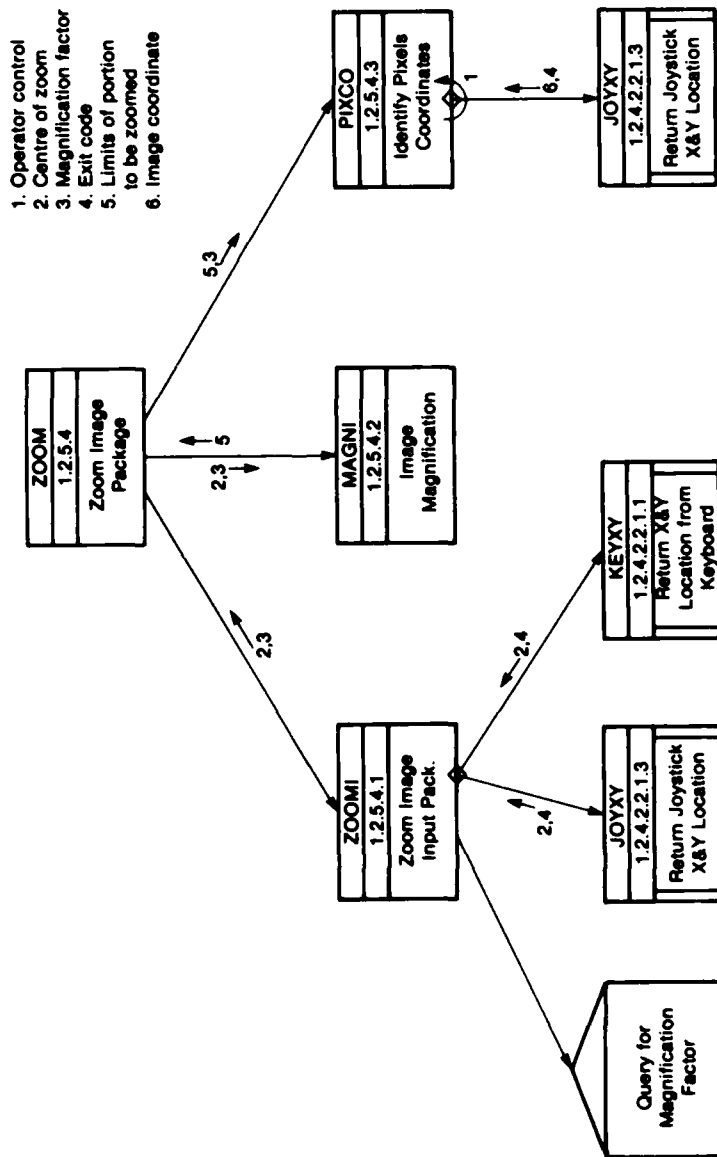 1. Operator control
2. Centre of zoom
3. Magnification factor
4. Exit code
5. Limits of portion
to be zoomed
6. Image coordinate
ZOOM
1.2.5.4
Zoom Image
Package
2,3
2,3
5
5,3
ZOOMI
1.2.5.4.1
Zoom Image
Input Pack.
MAGNI
1.2.5.4.2
Image
Magnification
PIXCO
1.2.5.4.3
Identify Pixels
Coordinates
1
2,4
2,4
6,4
Query for
Magnification
Factor
JOYXY
1.2.4.2.2.1.3
Return Joystick
X&Y Location
KEYXY
1.2.4.2.2.1.1
Return X&Y
Location from
Keyboard
JOYXY
1.2.4.2.2.1.3
Return Joystick
X&Y Location